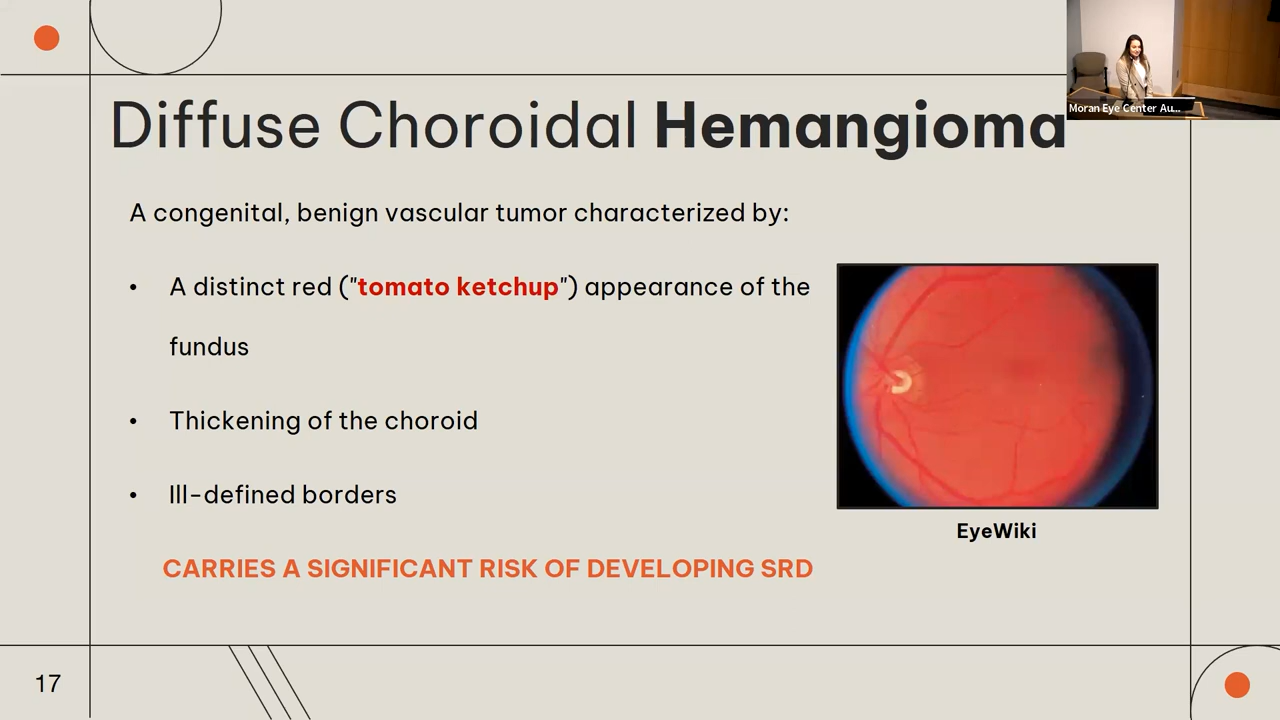 Moran Eye Center Au...
Diffuse Choroidal Hemangioma
A congenital, benign vascular tumor characterized by:
• A distinct red ("tomato ketchup") appearance of the
fundus
• Thickening of the choroid
• Ill-defined borders
EyeWiki
CARRIES A SIGNIFICANT RISK OF DEVELOPING SRD
17